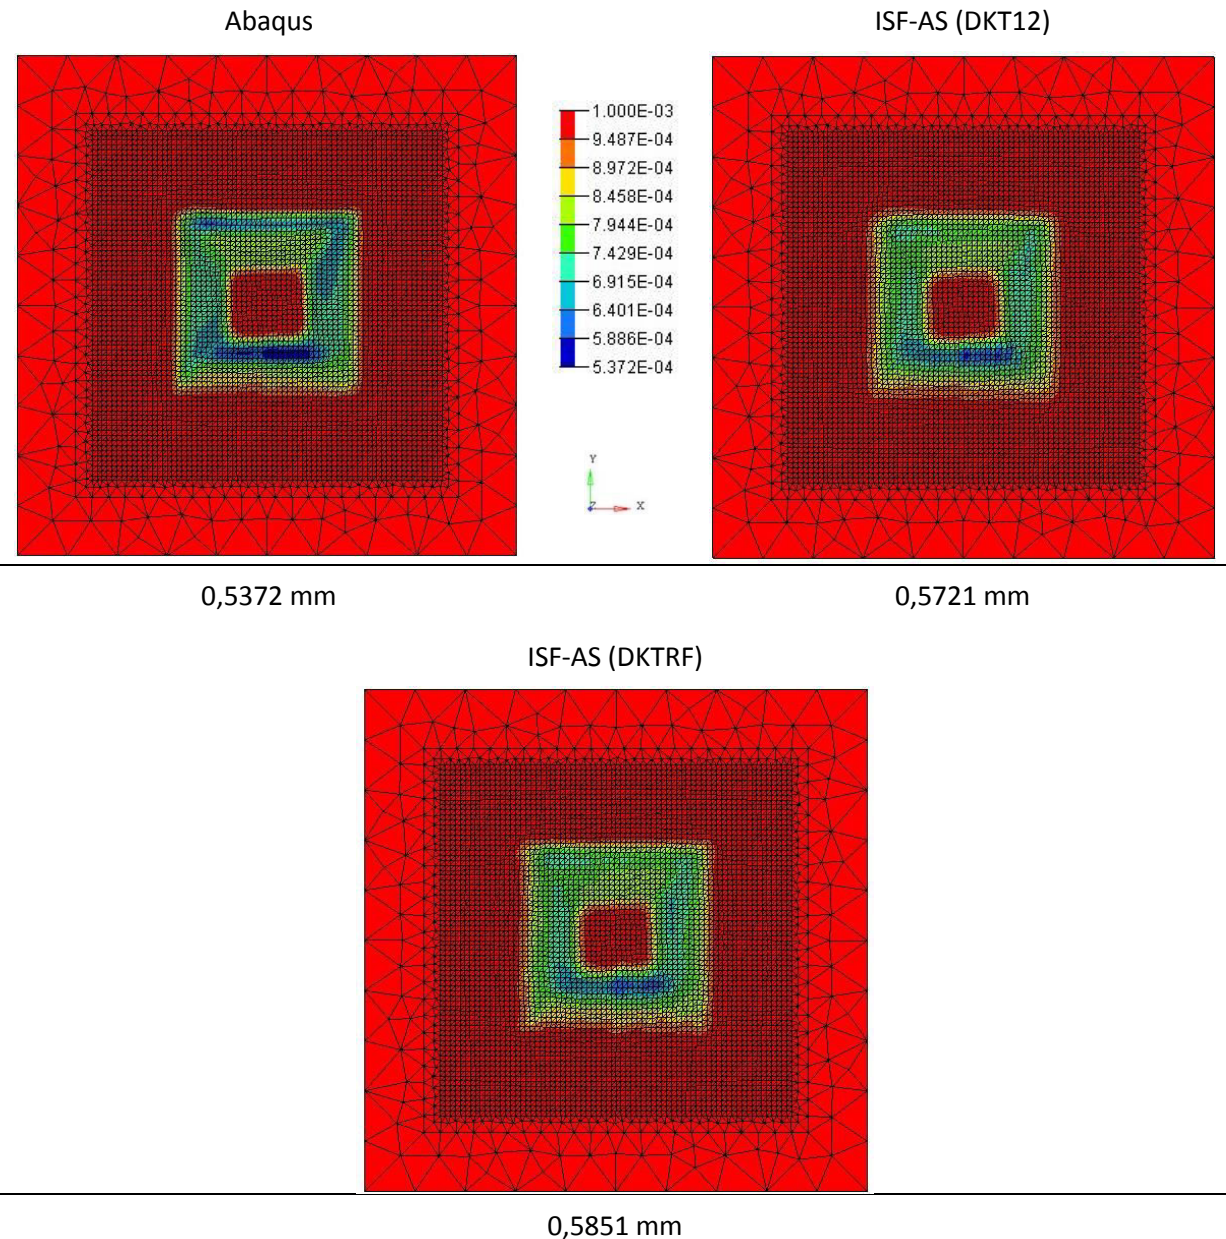 Abaqus
ISF-AS (DKT12)
1.000E-03
9.487E-04
8.972E-04
8.458E-04
7.944E-04
7.429E-04
6.915E-04
6.401E-04
5.886E-04
5.372E-04
Y
Z X
0,5372 mm
0,5721 mm
ISF-AS (DKTRF)
0,5851 mm